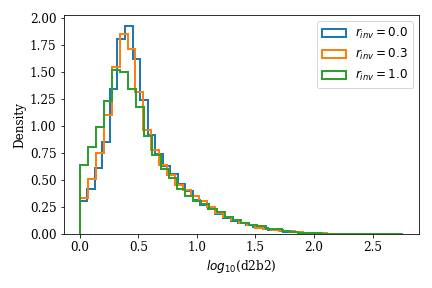 2.00
1.75
1.50
1.25
1.00
0.75
0.50
0.25
0.00
Density
r_inv = 0.0
r_inv = 0.3
r_inv = 1.0
0.0 0.5 1.0 1.5 2.0 2.5
log_10(d2b2)